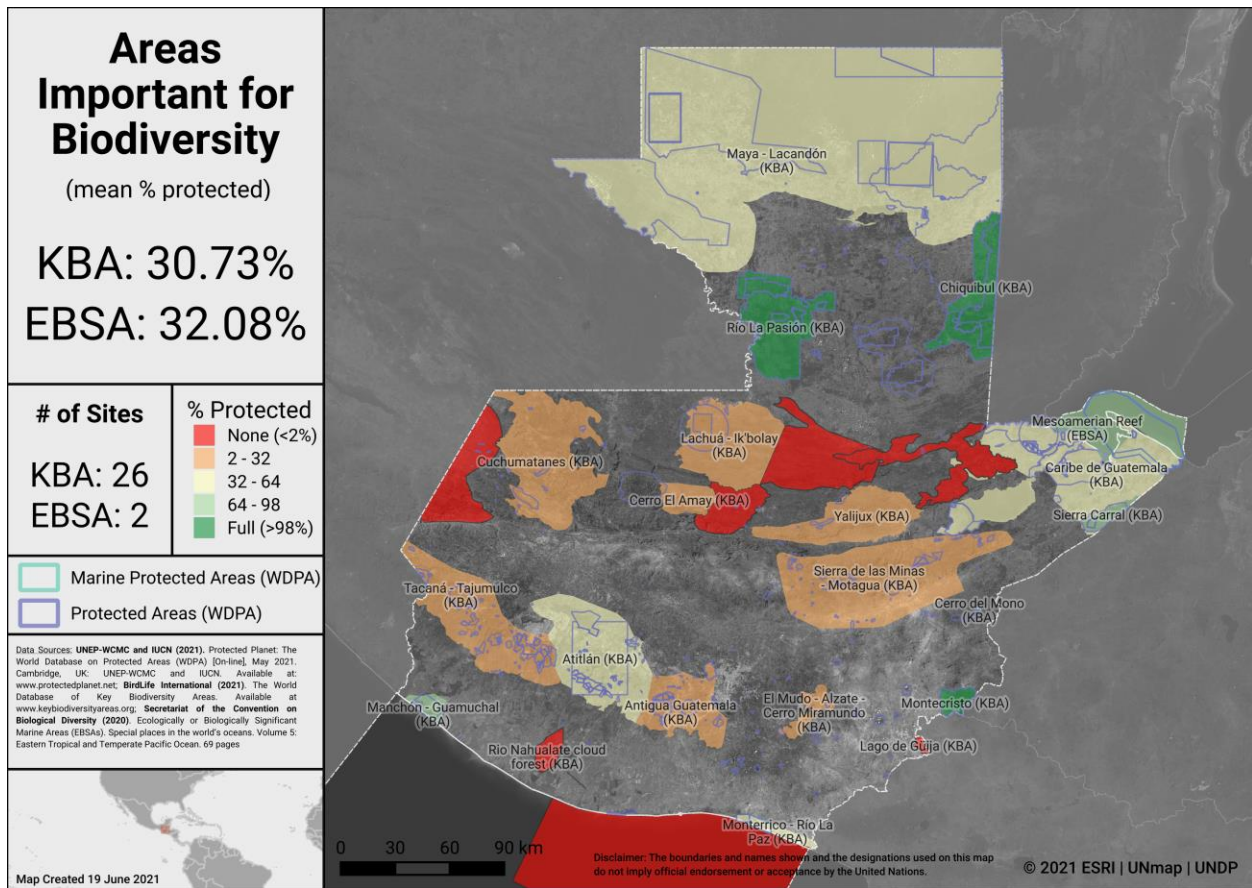 Areas
Important for
Biodiversity
(mean % protected)
KBA: 30.73%
EBSA: 32.08%
# of Sites
KBA: 26
EBSA: 2
% Protected
None (<2%)
2 - 32
32 - 64
64 - 98
Full (>98%)
Marine Protected Areas (WDPA)
Protected Areas (WDPA)
Data Sources: UNEP-WCMC and IUCN (2021). Protected Planet: The
World Database on Protected Areas (WDPA) [On-line], May 2021.
Cambridge, UK: UNEP-WCMC and IUCN. Available at:
www.protectedplanet.net; BirdLife International (2021). The World
Database of Key Biodiversity Areas. Available at
www.keybiodiversityareas.org; Secretariat of the Convention on
Biological Diversity (2020). Ecologically or Biologically Significant
Marine Areas (EBSAs). Special places in the world's oceans. Volume 5:
Eastern Tropical and Temperate Pacific Ocean. 69 pages
Map Created 19 June 2021
Maya - Lacandón
(KBA)
Chiquibul (KBA)
Río La Pasión (KBA)
Mesoamerian Reef
(EBSA)
Lachuá - Ik'bolay
(KBA)
Cuchumatanes (KBA)
Caribe de Guatemala
(KBA)
Cerro El Amay (KBA)
Yalijux (KBA)
Sierra Carral (KBA)
Sierra de las Minas
- Motagua (KBA)
Tacaná - Tajumulco
(KBA)
Cerro del Mono
(KBA)
Atitlán (KBA)
Manchón - Guamuchal
(KBA)
Antigua Guatemala
(KBA)
El Mudo - Alzate -
Cerro Miramundo
(KBA)
Montecristo (KBA)
Rio Nahualate cloud
forest (KBA)
Lago de Güija (KBA)
Monterrico - Río La
Paz (KBA)
0 30 60 90 km
Disclaimer: The boundaries and names shown and the designations used on this map
do not imply official endorsement or acceptance by the United Nations.
© 2021 ESRI | UNmap | UNDP